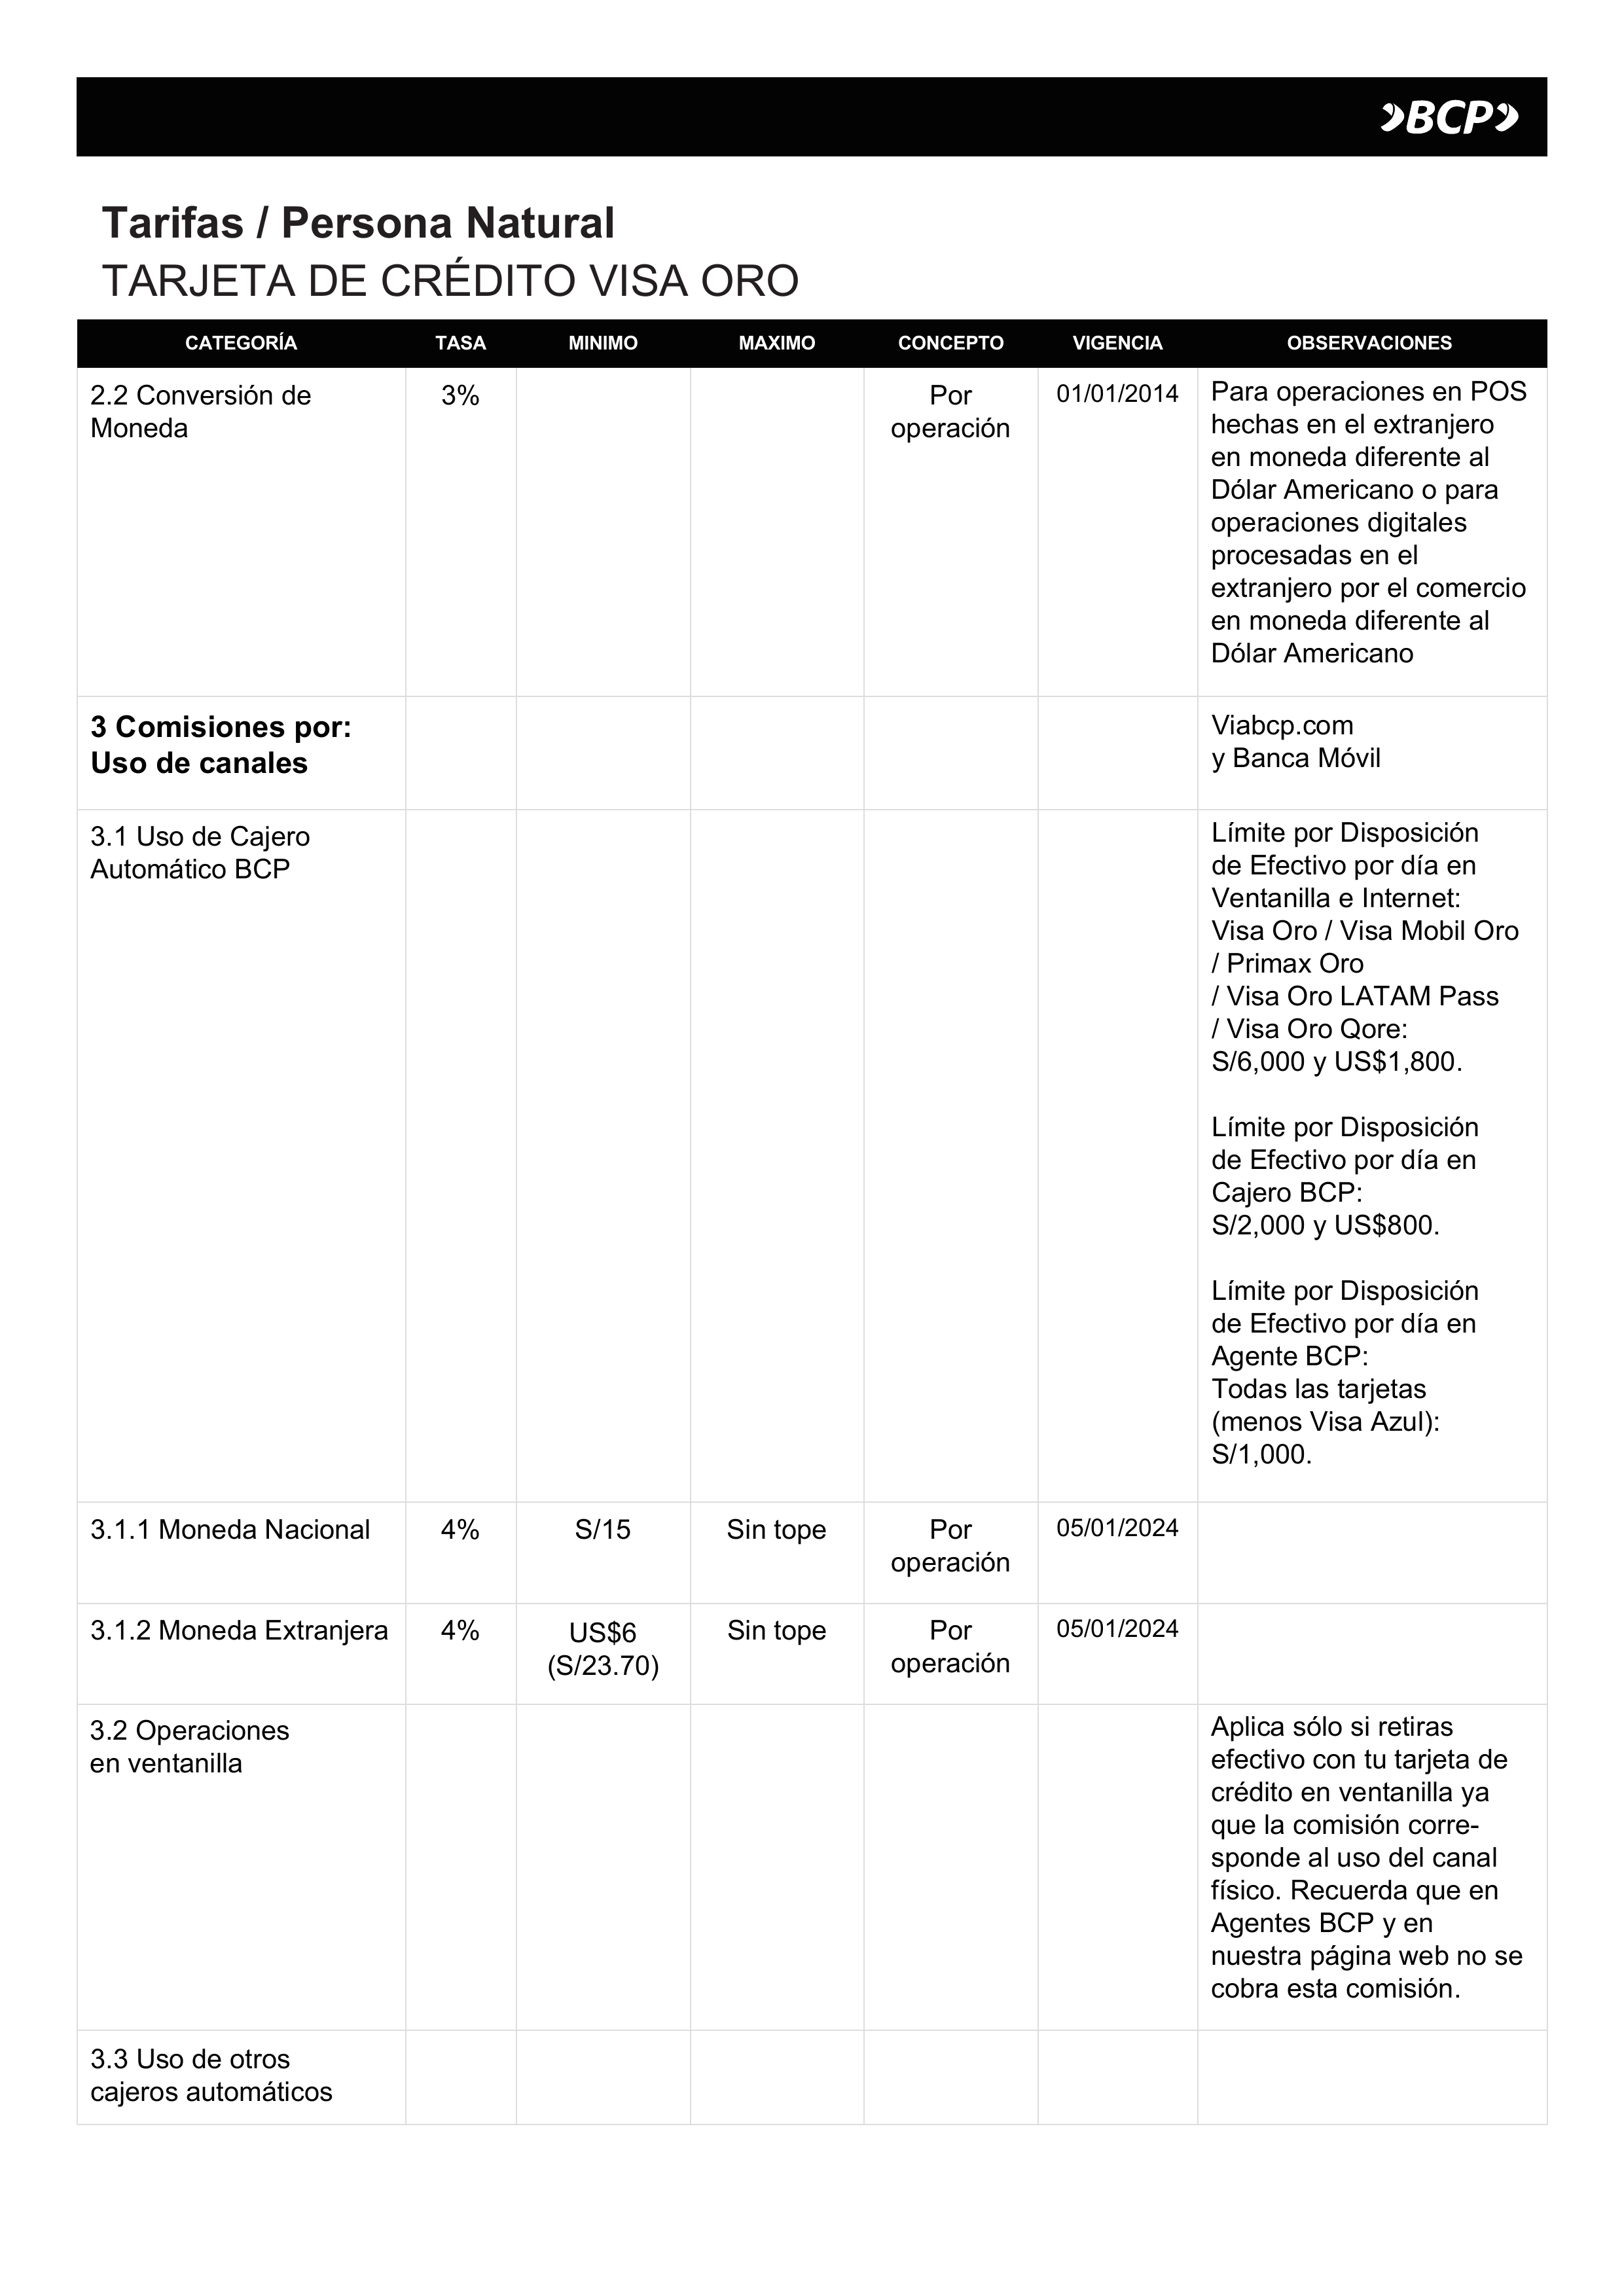 BCP
Tarifas / Persona Natural
TARJETA DE CRÉDITO VISA ORO
CATEGORÍA TASA MINIMO MAXIMO CONCEPTO VIGENCIA OBSERVACIONES
2.2 Conversión de
Moneda
3%
Por
operación
01/01/2014
Para operaciones en POS
hechas en el extranjero
en moneda diferente al
Dólar Americano o para
operaciones digitales
procesadas en el
extranjero por el comercio
en moneda diferente al
Dólar Americano
3 Comisiones por:
Uso de canales
Viabcp.com
y Banca Móvil
3.1 Uso de Cajero
Automático BCP
Límite por Disposición
de Efectivo por día en
Ventanilla e Internet:
Visa Oro / Visa Mobil Oro
/ Primax Oro
/ Visa Oro LATAM Pass
/ Visa Oro Qore:
S/6,000 y US$1,800.
Límite por Disposición
de Efectivo por día en
Cajero BCP:
S/2,000 y US$800.
Límite por Disposición
de Efectivo por día en
Agente BCP:
Todas las tarjetas
(menos Visa Azul):
S/1,000.
3.1.1 Moneda Nacional
4%
S/15
Sin tope
Por
operación
05/01/2024
3.1.2 Moneda Extranjera
4%
US$6
(S/23.70)
Sin tope
Por
operación
05/01/2024
3.2 Operaciones
en ventanilla
Aplica sólo si retiras
efectivo con tu tarjeta de
crédito en ventanilla ya
que la comisión corre-
sponde al uso del canal
físico. Recuerda que en
Agentes BCP y en
nuestra página web no se
cobra esta comisión.
3.3 Uso de otros
cajeros automáticos